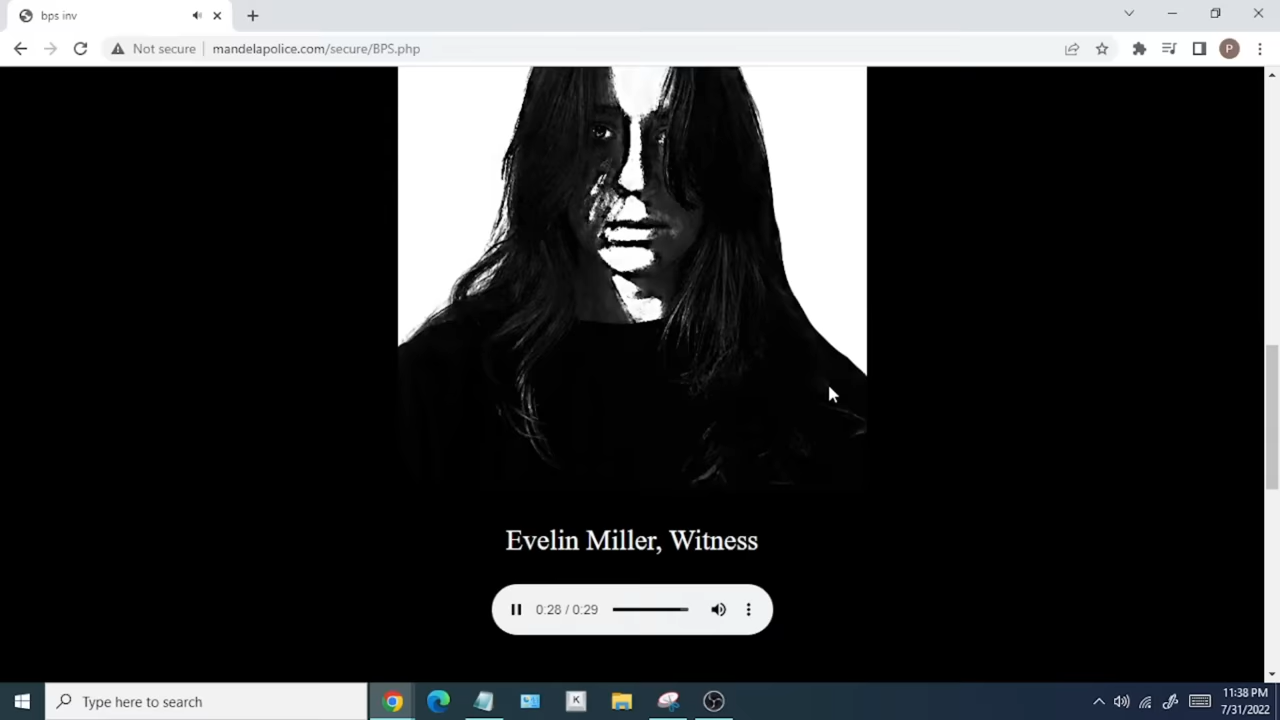 bps inv
Not secure
mandelapolice.com/secure/BPS.php
P
Evelin Miller, Witness
0:28 / 0:29
Type here to search
K
11:38 PM
7/31/2022